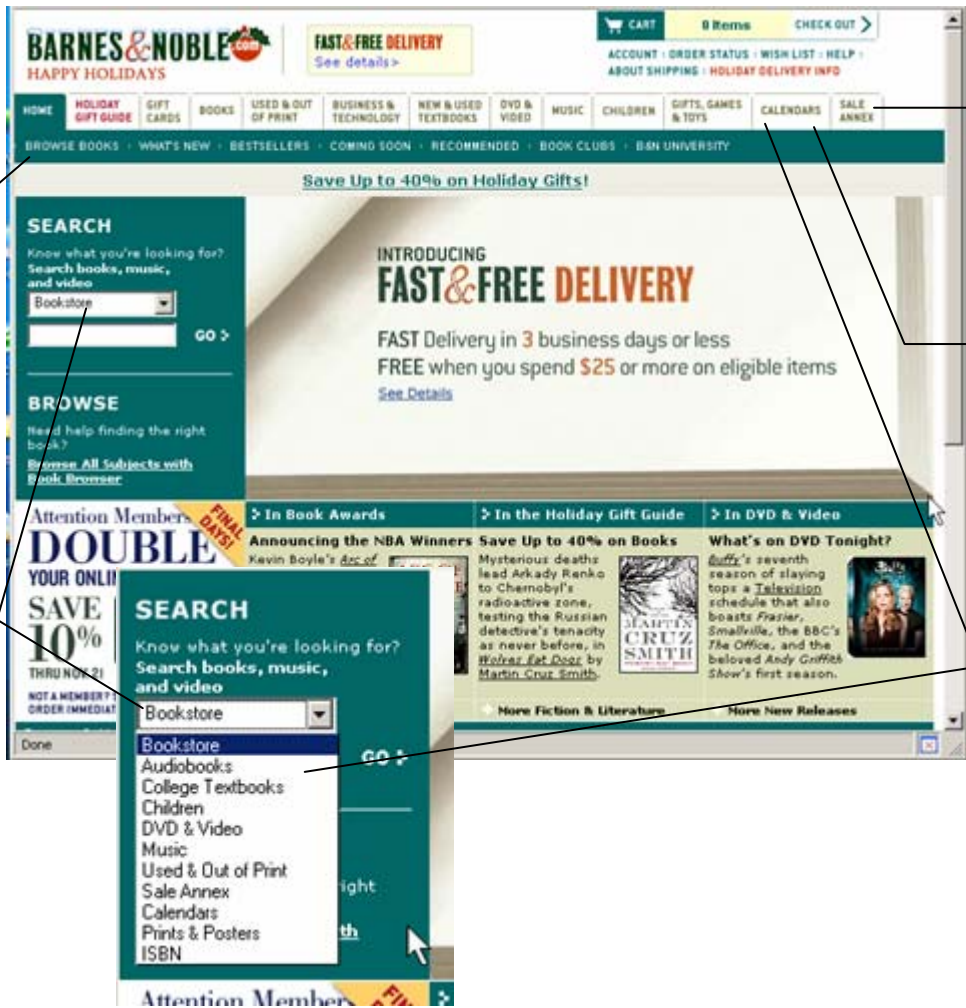 CART 0 Items CHECK OUT
BARNES&NOBLE.com
HAPPY HOLIDAYS
FAST&FREE DELIVERY
See details>
ACCOUNT ORDER STATUS WISH LIST HELP
ABOUT SHIPPING HOLIDAY DELIVERY INFO
HOME
HOLIDAY GIFT GUIDE
GIFT CARDS
BOOKS
USED & OUT OF PRINT
BUSINESS & TECHNOLOGY
NEW & USED TEXTBOOKS
DVD & VIDEO
MUSIC
CHILDREN
GIFTS, GAMES & TOYS
CALENDARS
SALE ANNEX
BROWSE BOOKS WHAT'S NEW BESTSELLERS COMING SOON RECOMMENDED BOOK CLUBS B&N UNIVERSITY
Save Up to 40% on Holiday Gifts!
SEARCH
Know what you're looking for?
Search books, music,
and video
Bookstore
GO
BROWSE
Need help finding the right
book?
Browse All Subjects with
Book Browser
INTRODUCING
FAST&FREE DELIVERY
FAST Delivery in 3 business days or less
FREE when you spend $25 or more on eligible items
See Details
Attention Members
FINAL DAYS!
DOUBLE
YOUR ONLI
SAVE
10%
THRU NOV 21
NOT A MEMBER?
ORDER IMMEDIAT
In Book Awards
Announcing the NBA Winners
Kevin Boyle's Arc of
In the Holiday Gift Guide
Save Up to 40% on Books
Mysterious deaths
lead Arkady Renko
to Chernobyl's
radioactive zone,
testing the Russian
detective's tenacity
as never before, in
Wolves Eat Dogs by
Martin Cruz Smith.
MARTIN
CRUZ
SMITH
More Fiction & Literature
In DVD & Video
What's on DVD Tonight?
Buffy's seventh
season of slaying
tops a Television
schedule that also
boasts Frasier,
Smallville, the BBC's
The Office, and the
beloved Andy Griffith
Show's first season.
More New Releases
Done
SEARCH
Know what you're looking for?
Search books, music,
and video
Bookstore
GO
Bookstore
Audiobooks
College Textbooks
Children
DVD & Video
Music
Used & Out of Print
Sale Annex
Calendars
Prints & Posters
ISBN
ight
th
Attention Member